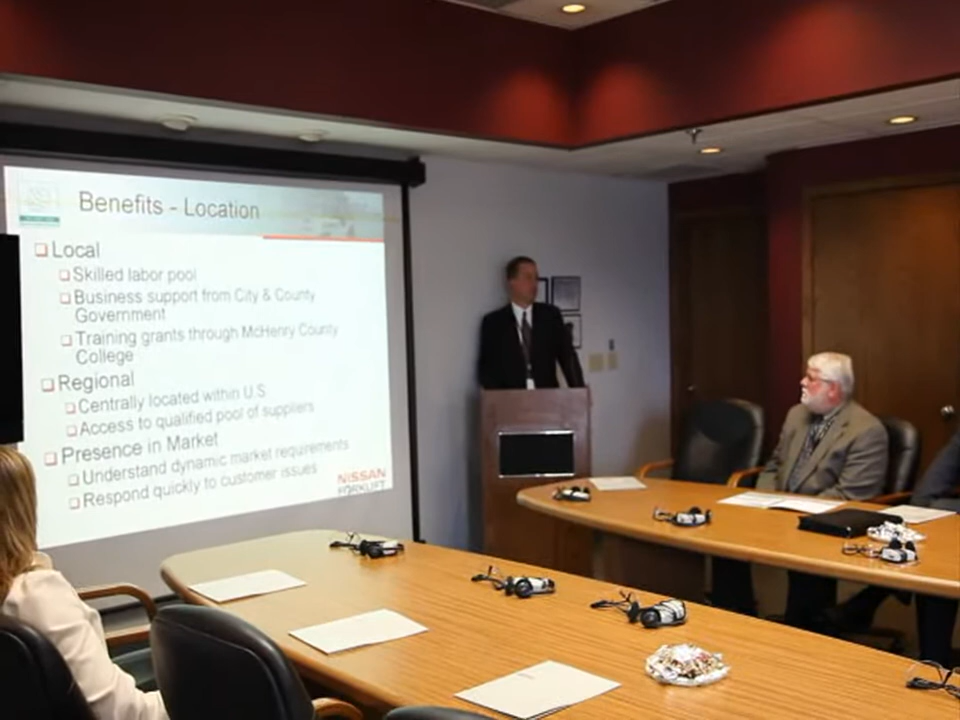 Benefits - Location
❑ Local
❑ Skilled labor pool
❑ Business support from City & County
Government
❑ Training grants through McHenry County
College
❑ Regional
❑ Centrally located within U.S.
❑ Access to qualified pool of suppliers
❑ Presence in Market
❑ Understand dynamic market requirements
❑ Respond quickly to customer issues
NISSAN
FORKLIFT